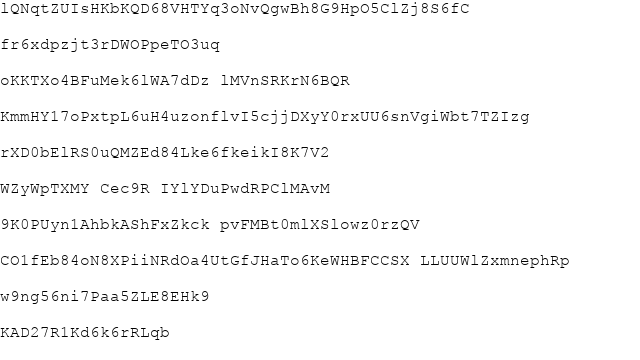 lQNqtZUIsHKbKQD68VHTYq3oNvQgwBh8G9HpO5ClZj8S6fC
fr6xdpzjt3rDWOPpeTO3uq
oKKTXo4BFuMek6lWA7dDz lMVnSRKrN6BQR
KmmHY17oPxtpL6uH4uzonflvI5cjjDXyY0rxUU6snVgiWbt7TZIzg
rXD0bElRS0uQMZEd84Lke6fkeikI8K7V2
WZyWpTXMY Cec9R IYlYDuPwdRPClMAvM
9K0PUyn1AhbkAShFxZkck pvFMBt0mlXSlowz0rzQV
CO1fEb84oN8XPiiNRdOa4UtGfJHaTo6KeWHBFCCSX LLUUWlZxmnephRp
w9ng56ni7Paa5ZLE8EHk9
KAD27R1Kd6k6rRLqb